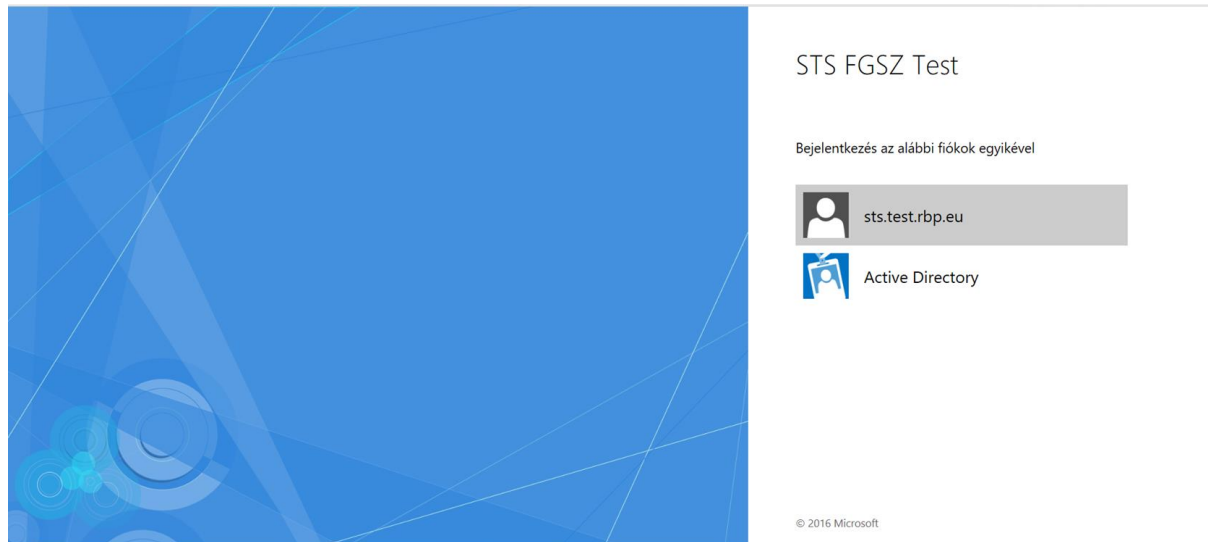 STS FGSZ Test
Bejelentkezés az alábbi fiókok egyikével
sts.test.rbp.eu
Active Directory
© 2016 Microsoft